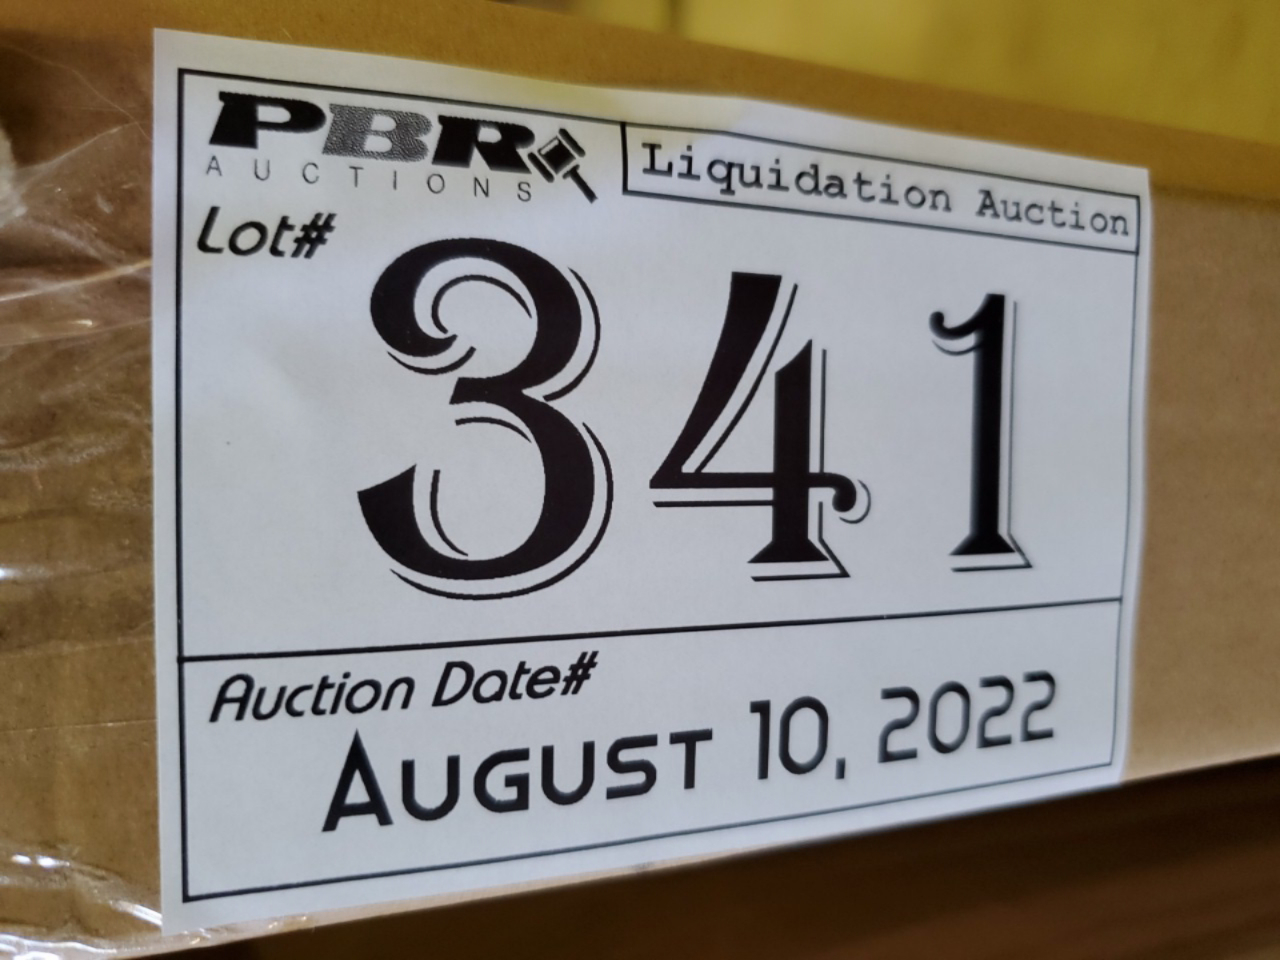 PBR
AUCTIONS
Liquidation Auction
Lot#
341
Auction Date#
AUGUST 10, 2022